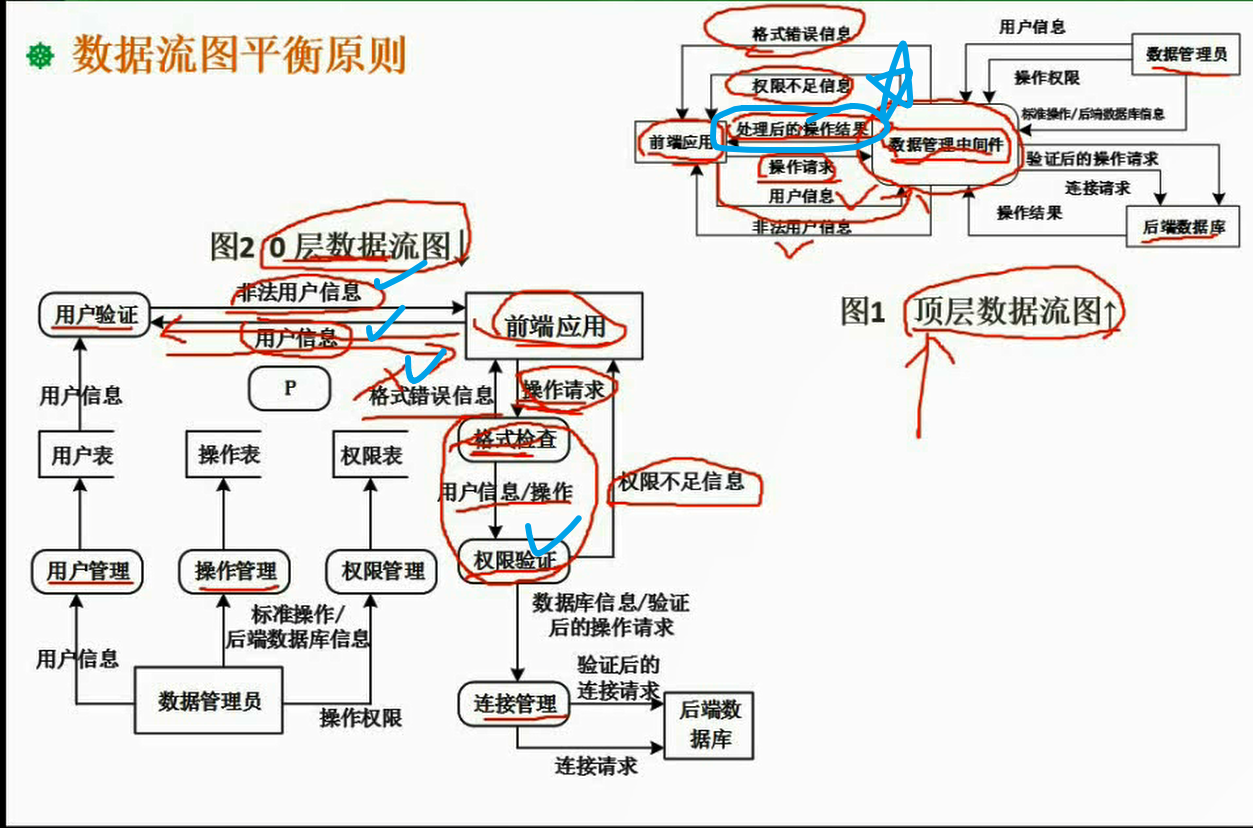 数据流图平衡原则
格式错误信息
用户信息
数据管理员
权限不足信息
操作权限
处理后的操作结果
标准操作/后端数据库信息
前端应用
数据管理中间件
操作请求
验证后的操作请求
用户信息
连接请求
非法用户信息
操作结果
后端数据库
图2 0层数据流图↓
图1 顶层数据流图↑
非法用户信息
用户验证
前端应用
用户信息
P
用户信息
格式错误信息
操作请求
用户表
操作表
权限表
格式检查
用户信息/操作
权限不足信息
用户管理
操作管理
权限管理
权限验证
标准操作/
后端数据库信息
数据库信息/验证
后的操作请求
用户信息
数据管理员
操作权限
验证后的
连接请求
连接管理
后端数
据库
连接请求